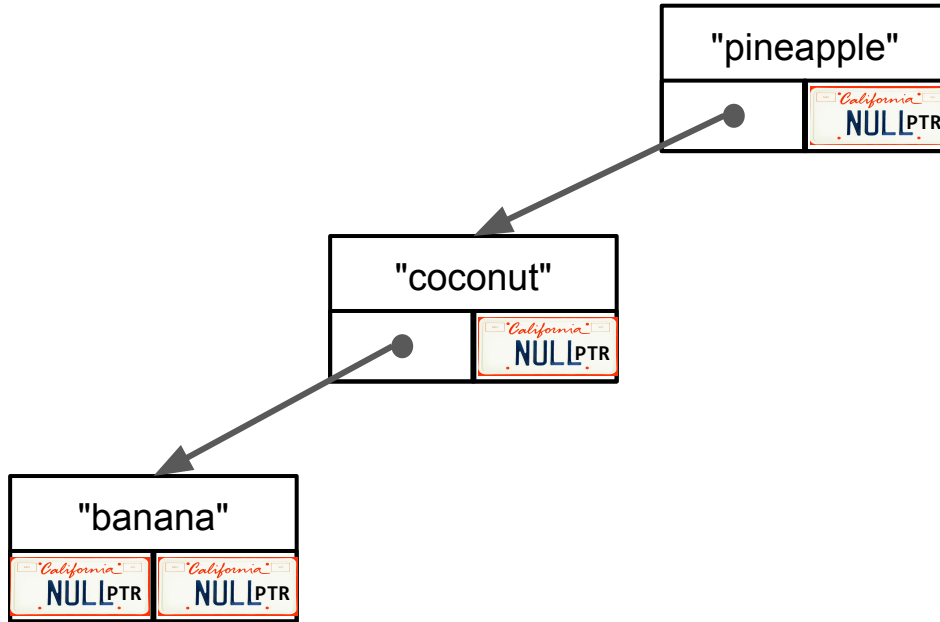 "pineapple"
California
NULLPTR
"coconut"
California
NULLPTR
"banana"
California
NULLPTR
California
NULLPTR